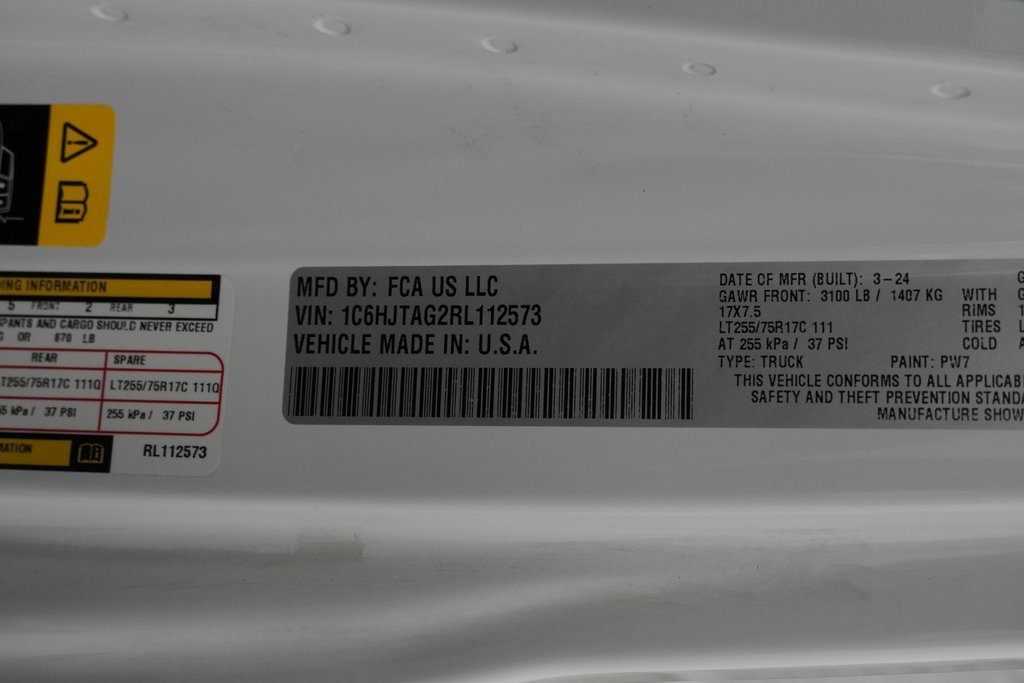 ING INFORMATION
5 FRONT 2 REAR 3
PANTS AND CARGO SHOULD NEVER EXCEED
OR 870 LB
REAR SPARE
T255/75R17C 111Q LT255/75R17C 111Q
kPa / 37 PSI 255 kPa / 37 PSI
MATION
RL112573
MFD BY: FCA US LLC
VIN: 1C6HJTAG2RL112573
VEHICLE MADE IN: U.S.A.
DATE OF MFR (BUILT): 3-24
GAWR FRONT: 3100 LB / 1407 KG WITH
17X7.5 RIMS
LT255/75R17C 111 TIRES
AT 255 kPa / 37 PSI COLD
TYPE: TRUCK PAINT: PW7
THIS VEHICLE CONFORMS TO ALL APPLICAB
SAFETY AND THEFT PREVENTION STANDA
MANUFACTURE SHOW